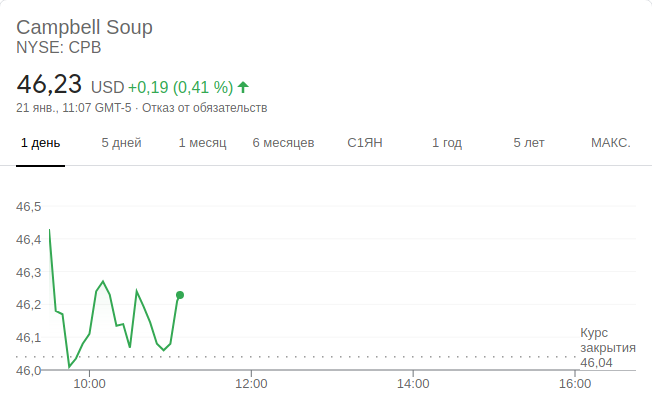 Campbell Soup
NYSE: CPB
46,23 USD +0,19 (0,41 %)
21 янв., 11:07 GMT-5 · Отказ от обязательств
1 день 5 дней 1 месяц 6 месяцев С1ЯН 1 год 5 лет МАКС.
46,5
46,4
46,3
46,2
46,1
46,0
Курс
закрытия
46,04
10:00 12:00 14:00 16:00